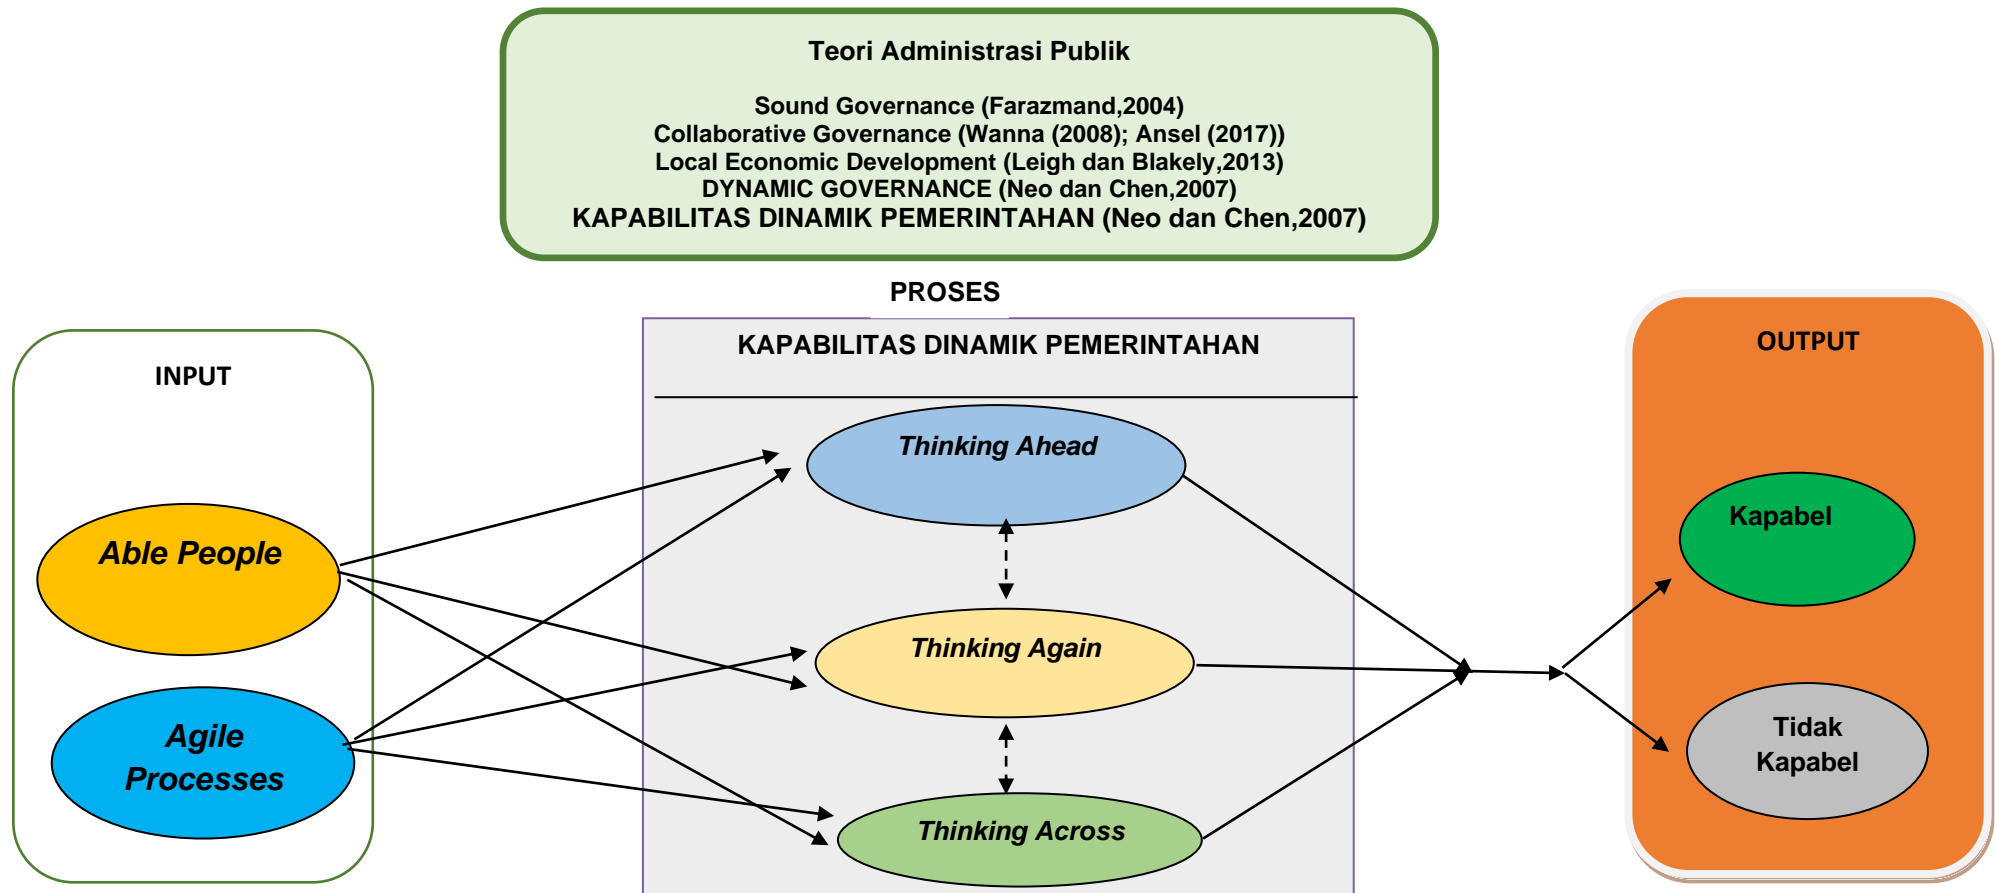 Teori Administrasi Publik
Sound Governance (Farazmand,2004)
Collaborative Governance (Wanna (2008); Ansel (2017))
Local Economic Development (Leigh dan Blakely,2013)
DYNAMIC GOVERNANCE (Neo dan Chen,2007)
KAPABILITAS DINAMIK PEMERINTAHAN (Neo dan Chen,2007)
PROSES
INPUT
Able People
Agile
Processes
KAPABILITAS DINAMIK PEMERINTAHAN
Thinking Ahead
Thinking Again
Thinking Across
OUTPUT
Kapabel
Tidak
Kapabel